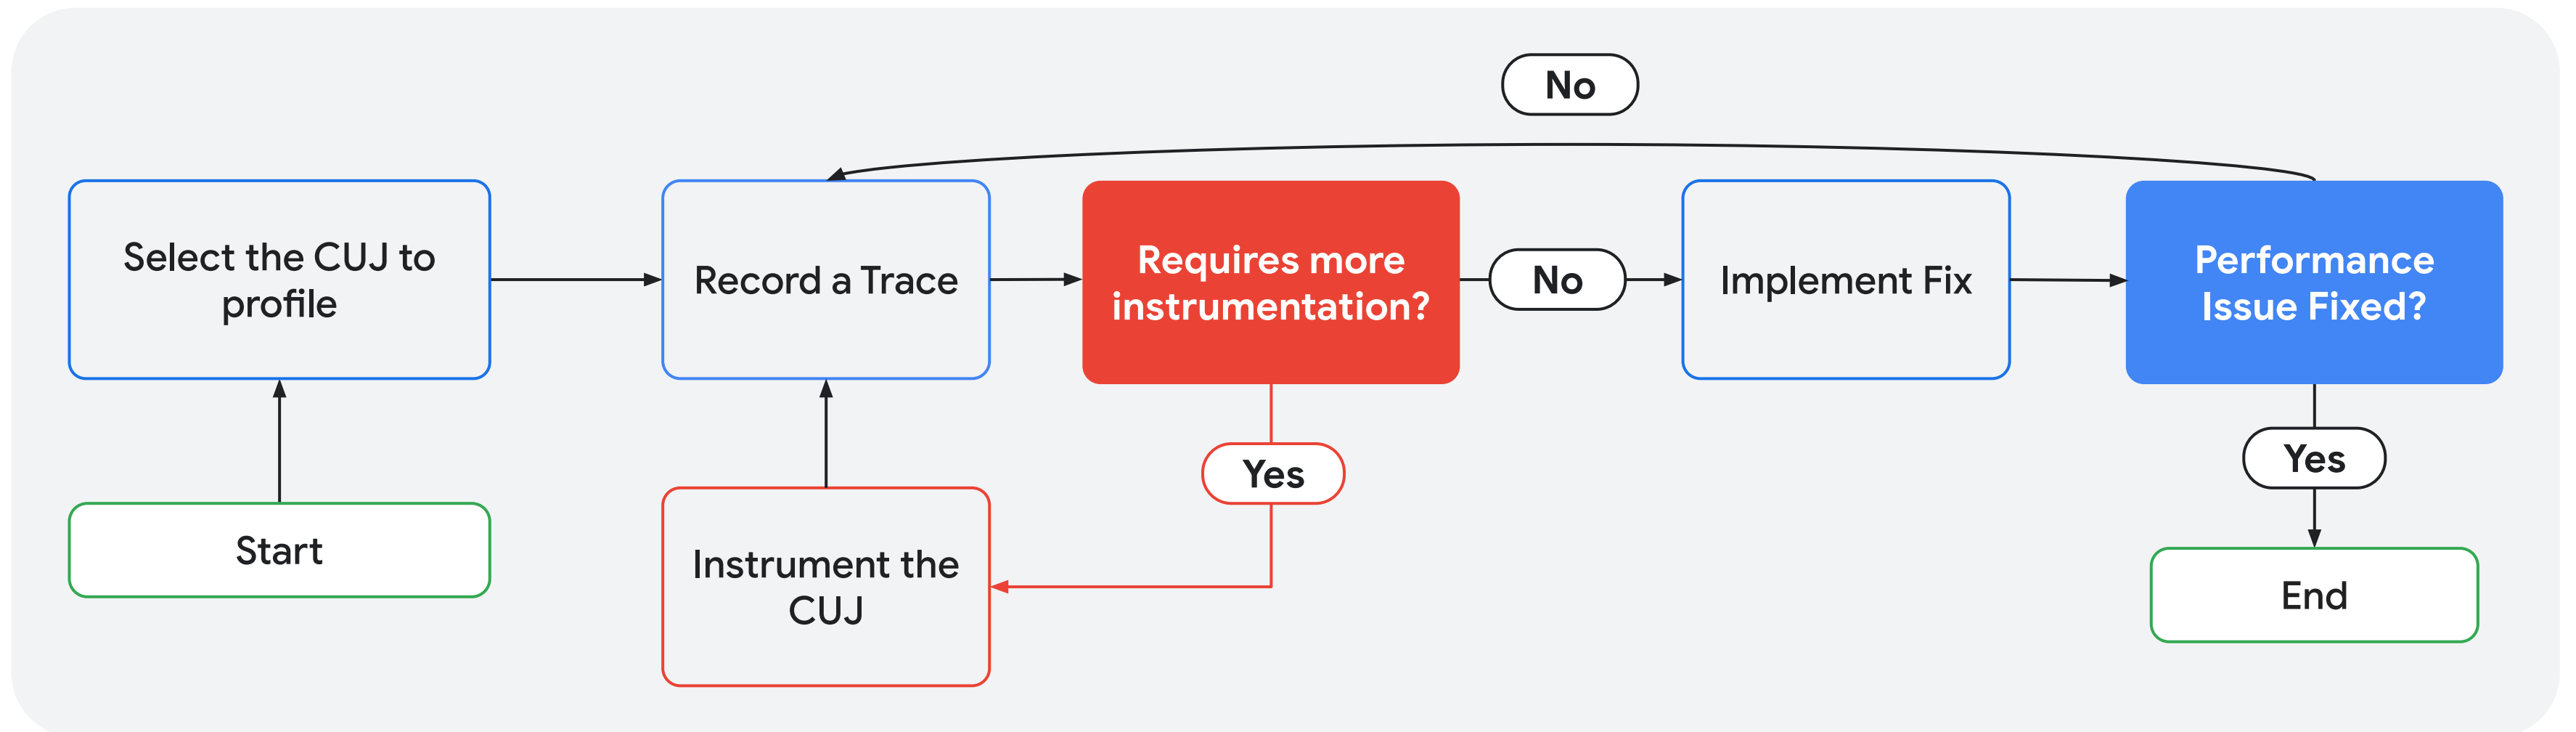 No
Select the CUJ to
profile
Record a Trace
Requires more
instrumentation?
No
Implement Fix
Performance
Issue Fixed?
Yes
Yes
Start
Instrument the
CUJ
End